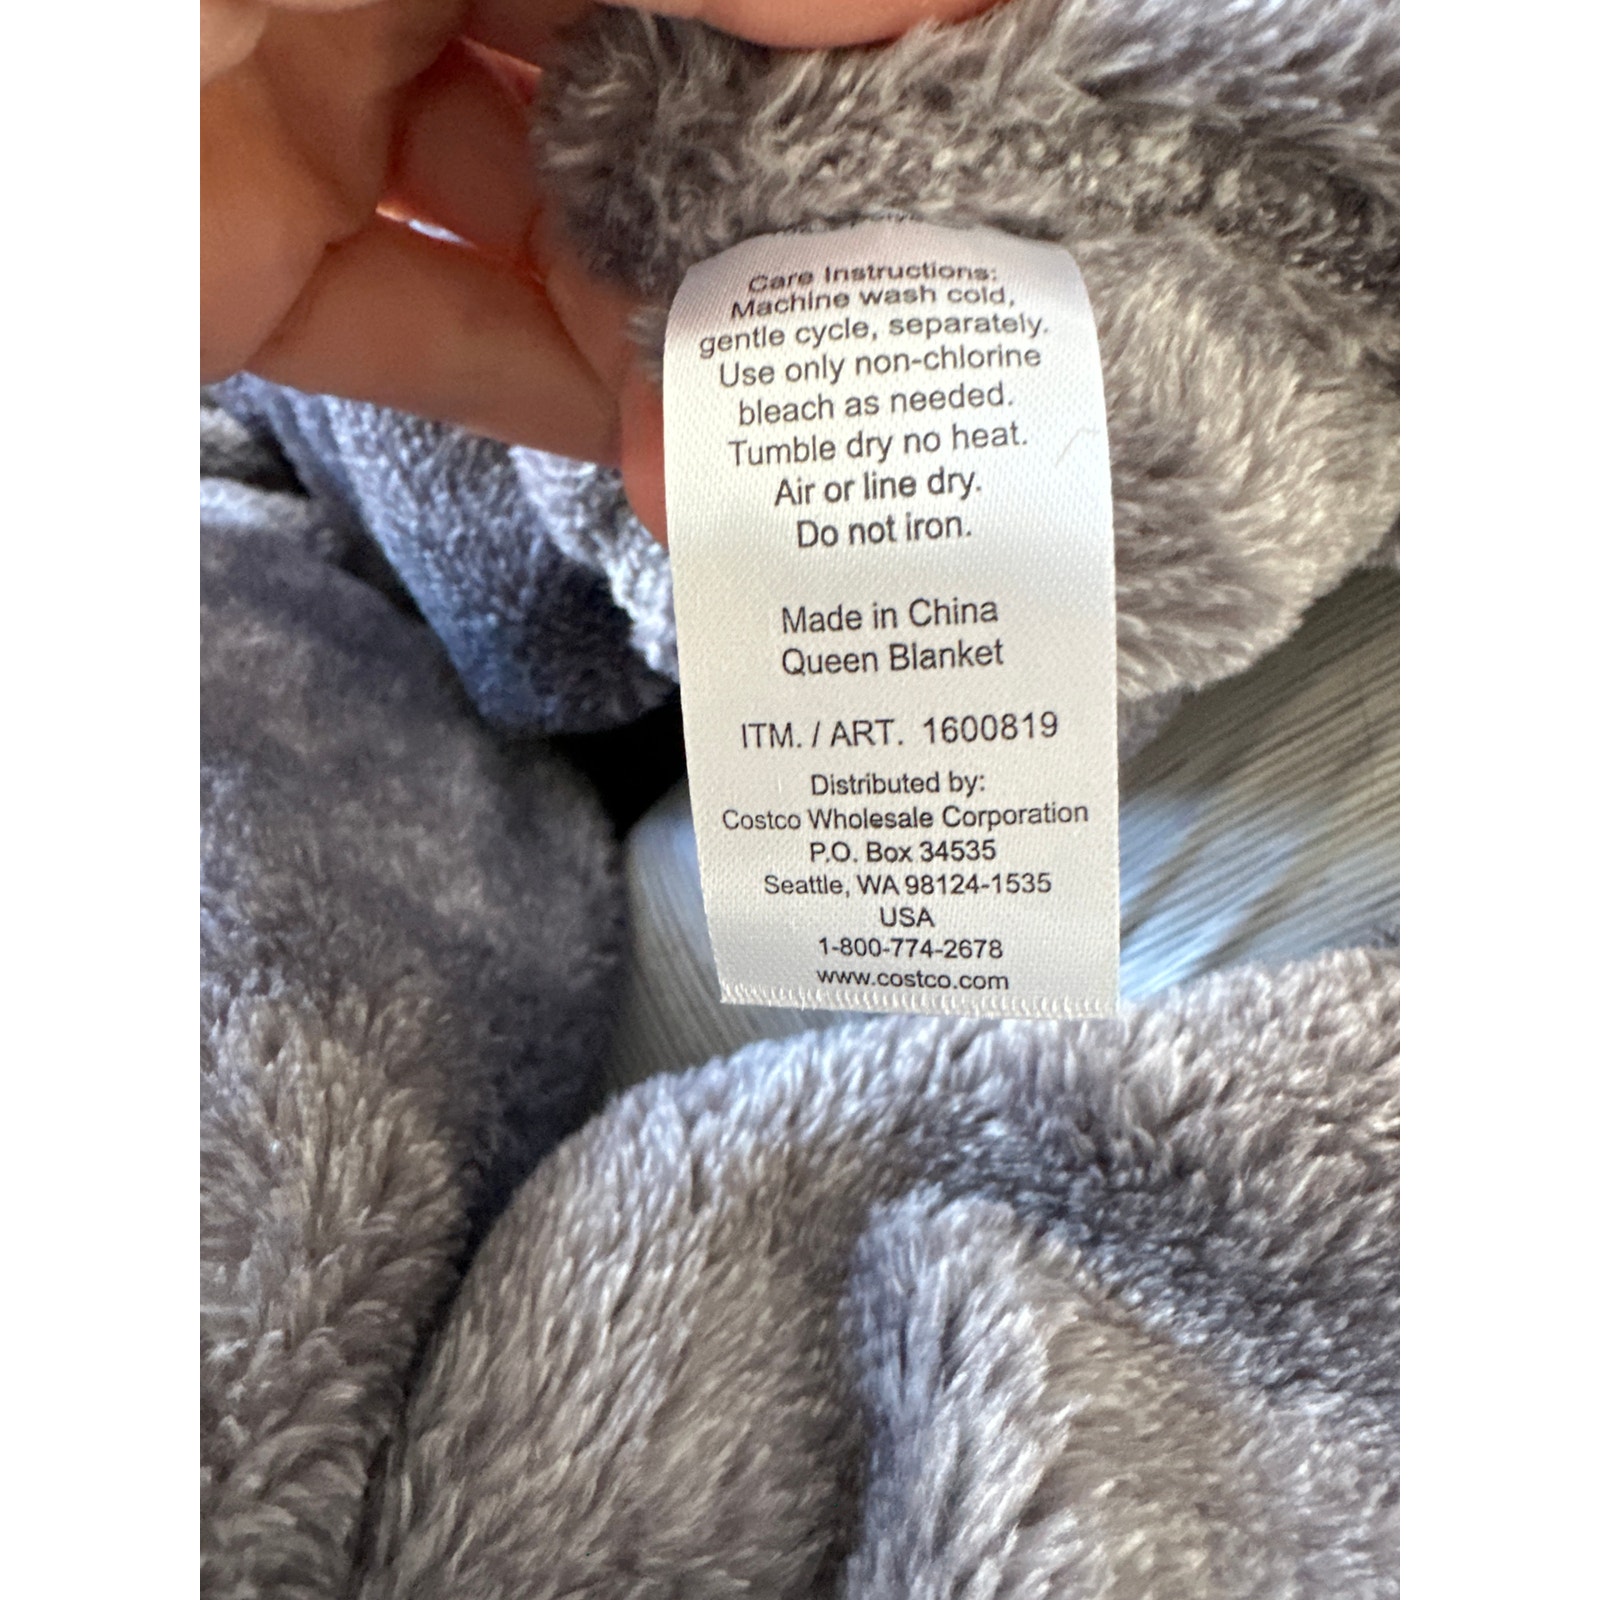 Care Instructions:
Machine wash cold,
gentle cycle, separately.
Use only non-chlorine
bleach as needed.
Tumble dry no heat.
Air or line dry.
Do not iron.
Made in China
Queen Blanket
ITM. / ART. 1600819
Distributed by:
Costco Wholesale Corporation
P.O. Box 34535
Seattle, WA 98124-1535
USA
1-800-774-2678
www.costco.com